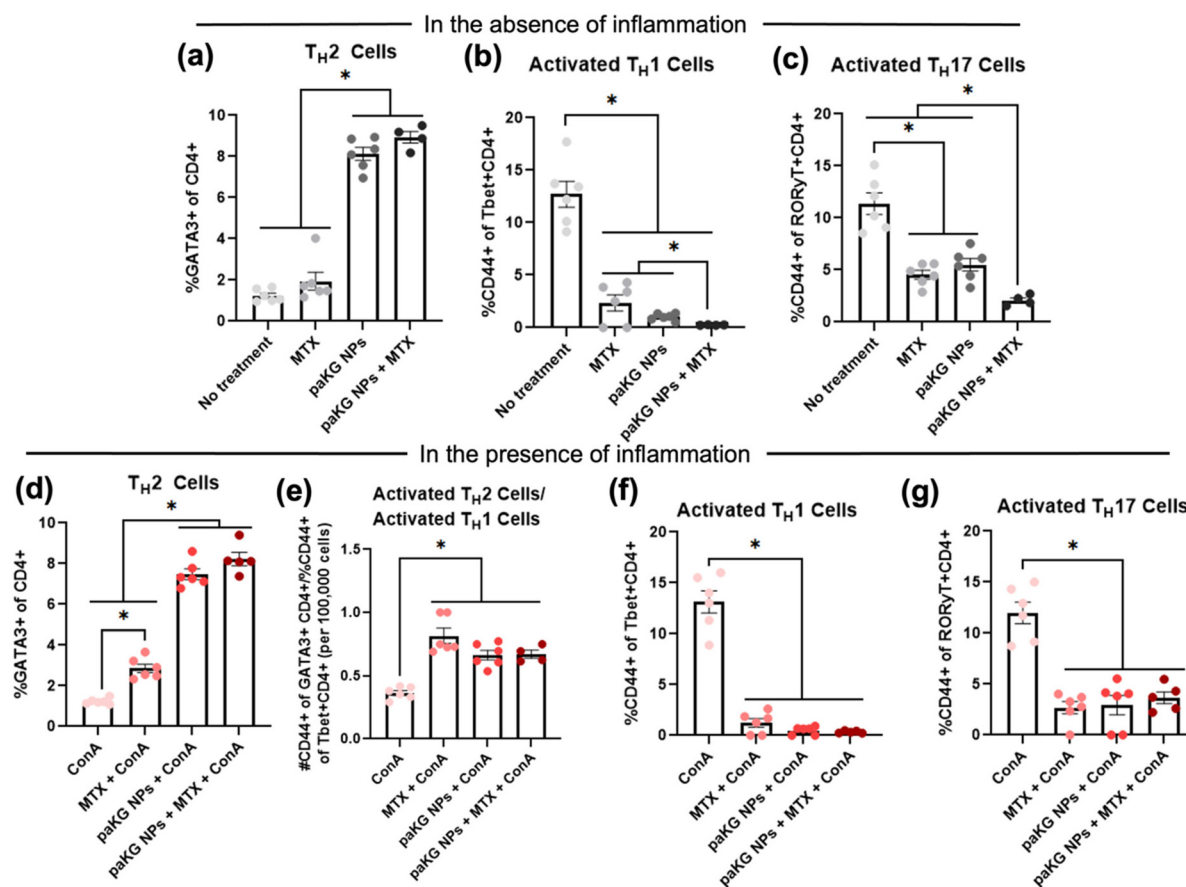 In the absence of inflammation
(a)
TH2 Cells
*
%GATA3+ of CD4+
10
8
6
4
2
0
No treatment
MTX
paKG NPs
paKG NPs + MTX
(b)
Activated TH1 Cells
*
*
%CD44+ of Tbet+CD4+
20
15
10
5
0
No treatment
MTX
paKG NPs
paKG NPs + MTX
(c)
Activated TH17 Cells
*
*
%CD44+ of RORyT+CD4+
20
15
10
5
0
No treatment
MTX
paKG NPs
paKG NPs + MTX
In the presence of inflammation
(d)
TH2 Cells
*
*
%GATA3+ of CD4+
10
8
6
4
2
0
ConA
MTX + ConA
paKG NPs + ConA
paKG NPs + MTX + ConA
(e)
Activated TH2 Cells/
Activated TH1 Cells
*
#CD44+ of GATA3+ CD4+/%CD44+
of Tbet+CD4+ (per 100,000 cells)
1.5
1.0
0.5
0.0
ConA
MTX + ConA
paKG NPs + ConA
paKG NPs + MTX + ConA
(f)
Activated TH1 Cells
*
%CD44+ of Tbet+CD4+
20
15
10
5
0
ConA
MTX + ConA
paKG NPs + ConA
paKG NPs + MTX + ConA
(g)
Activated TH17 Cells
*
%CD44+ of RORyT+CD4+
20
15
10
5
0
ConA
MTX + ConA
paKG NPs + ConA
paKG NPs + MTX + ConA